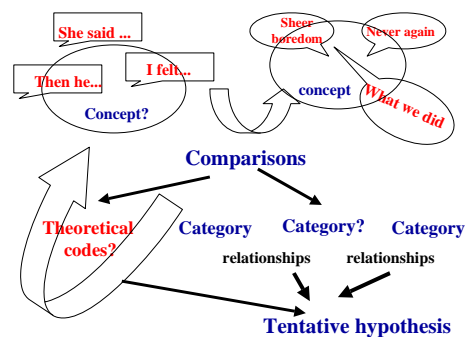 She said ...
Then he...
I felt...
Concept?
Sheer
boredom
Never again
concept
What we did
Comparisons
Theoretical
codes?
Category
Category?
Category
relationships
relationships
Tentative hypothesis